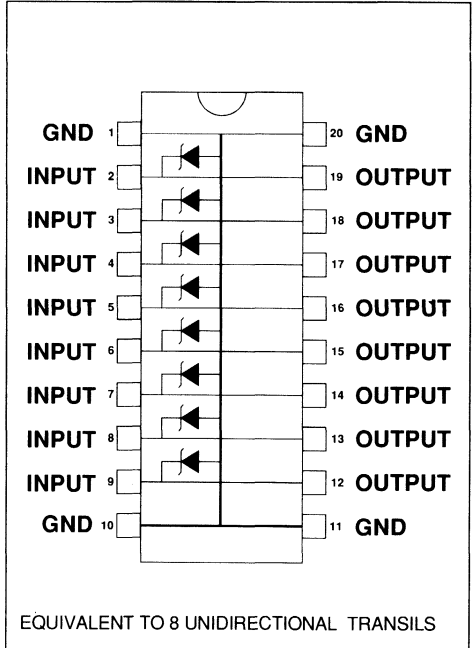 GND 1 20 GND
INPUT 2 19 OUTPUT
INPUT 3 18 OUTPUT
INPUT 4 17 OUTPUT
INPUT 5 16 OUTPUT
INPUT 6 15 OUTPUT
INPUT 7 14 OUTPUT
INPUT 8 13 OUTPUT
INPUT 9 12 OUTPUT
GND 10 11 GND
EQUIVALENT TO 8 UNIDIRECTIONAL TRANSILS